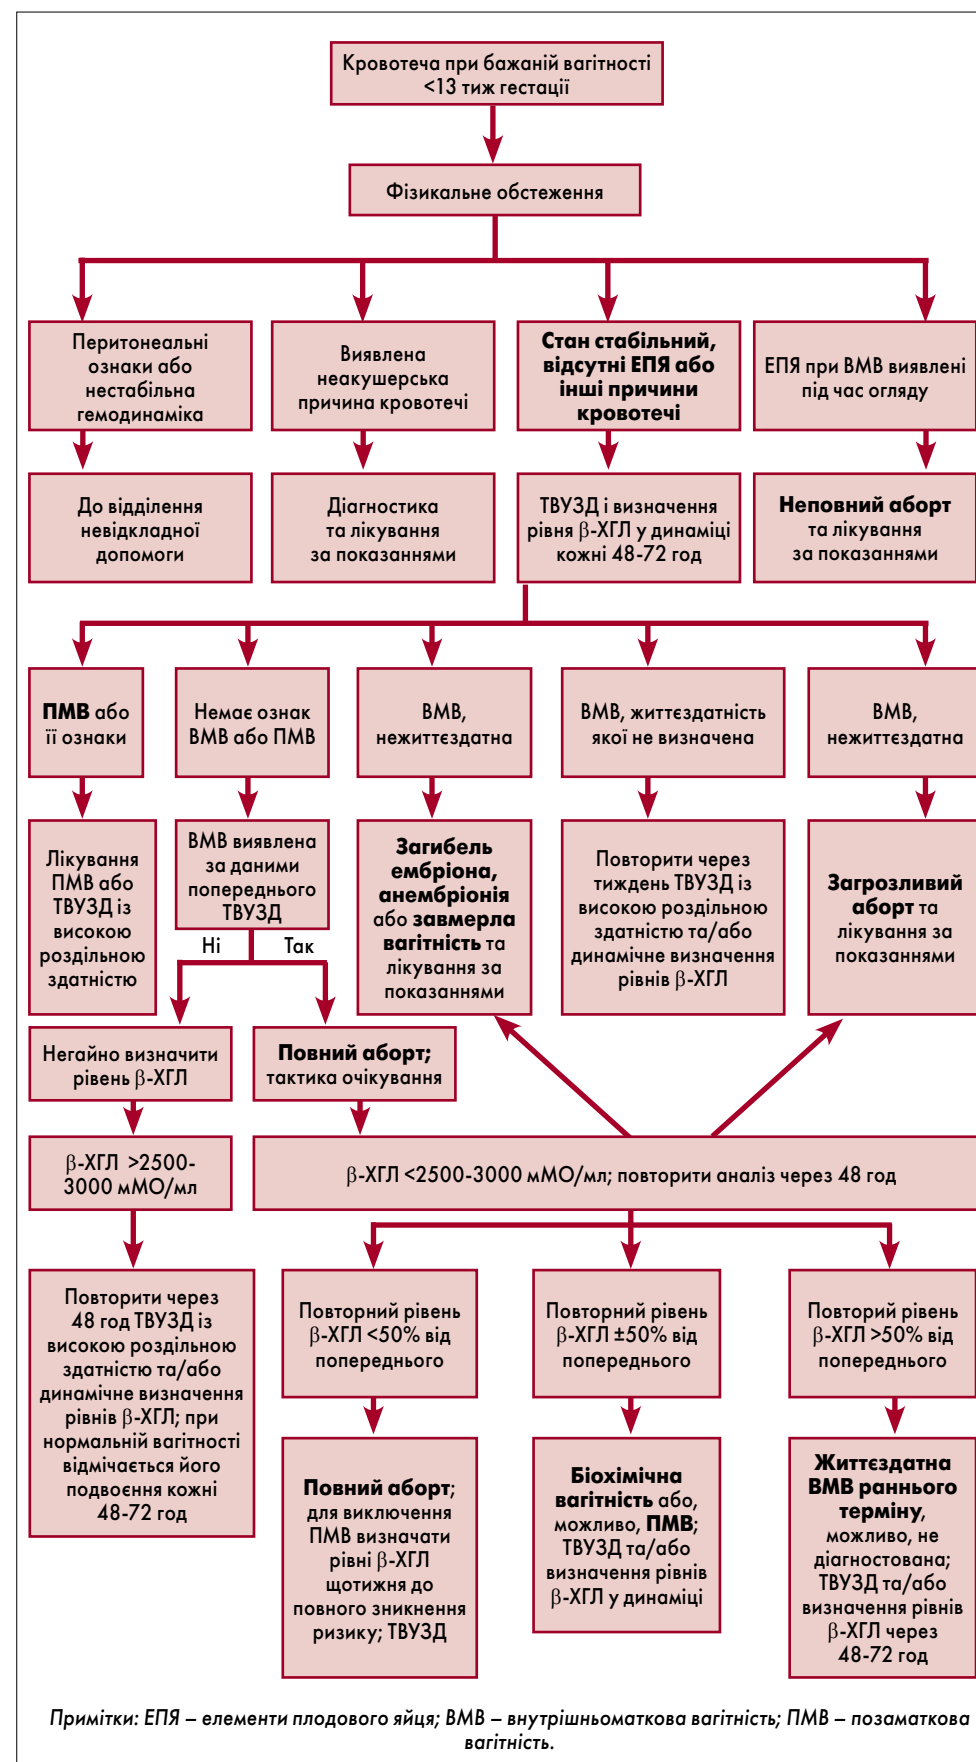 Кровотеча при бажаній вагітності
<13 тиж гестації
Фізикальне обстеження
Перитонеальні
ознаки або
нестабільна
гемодинаміка
Виявлена
неакушерська
причина кровотечі
Стан стабільний,
відсутні ЕПЯ або
інші причини
кровотечі
ЕПЯ при ВМВ виявлені
під час огляду
До відділення
невідкладної
допомоги
Діагностика
та лікування
за показаннями
ТВУЗД і визначення
рівня β-ХГЛ у динаміці
кожні 48-72 год
Неповний аборт
та лікування
за показаннями
ПМВ або
її ознаки
Немає ознак
ВМВ або ПМВ
ВМВ,
нежиттєздатна
ВМВ, життєздатність
якої не визначена
ВМВ,
нежиттєздатна
Лікування
ПМВ або
ТВУЗД із
високою
роздільною
здатністю
ВМВ виявлена
за даними
попереднього
ТВУЗД
Загибель
ембріона,
анембріонія
або завмерла
вагітність та
лікування за
показаннями
Повторити через
тиждень ТВУЗД із
високою роздільною
здатністю та/або
динамічне визначення
рівнів β-ХГЛ
Загрозливий
аборт та
лікування за
показаннями
Ні
Так
Негайно визначити
рівень β-ХГЛ
Повний аборт;
тактика очікування
β-ХГЛ >2500-
3000 мМО/мл
β-ХГЛ <2500-3000 мМО/мл; повторити аналіз через 48 год
Повторити через
48 год ТВУЗД із
високою роздільною
здатністю та/або
динамічне визначення
рівнів β-ХГЛ; при
нормальній вагітності
відмічається його
подвоєння кожні
48-72 год
Повторний рівень
β-ХГЛ <50% від
попереднього
Повторний рівень
β-ХГЛ ±50% від
попереднього
Повторий рівень
β-ХГЛ >50% від
попереднього
Повний аборт;
для виключення
ПМВ визначати
рівні β-ХГЛ
щотижня до
повного зникнення
ризику; ТВУЗД
Біохімічна
вагітність або,
можливо, ПМВ;
ТВУЗД та/або
визначення рівнів
β-ХГЛ у динаміці
Життєздатна
ВМВ раннього
терміну,
можливо, не
діагностована;
ТВУЗД та/або
визначення рівнів
β-ХГЛ через
48-72 год
Примітки: ЕПЯ – елементи плодового яйця; ВМВ – внутрішньоматкова вагітність; ПМВ – позаматкова
вагітність.